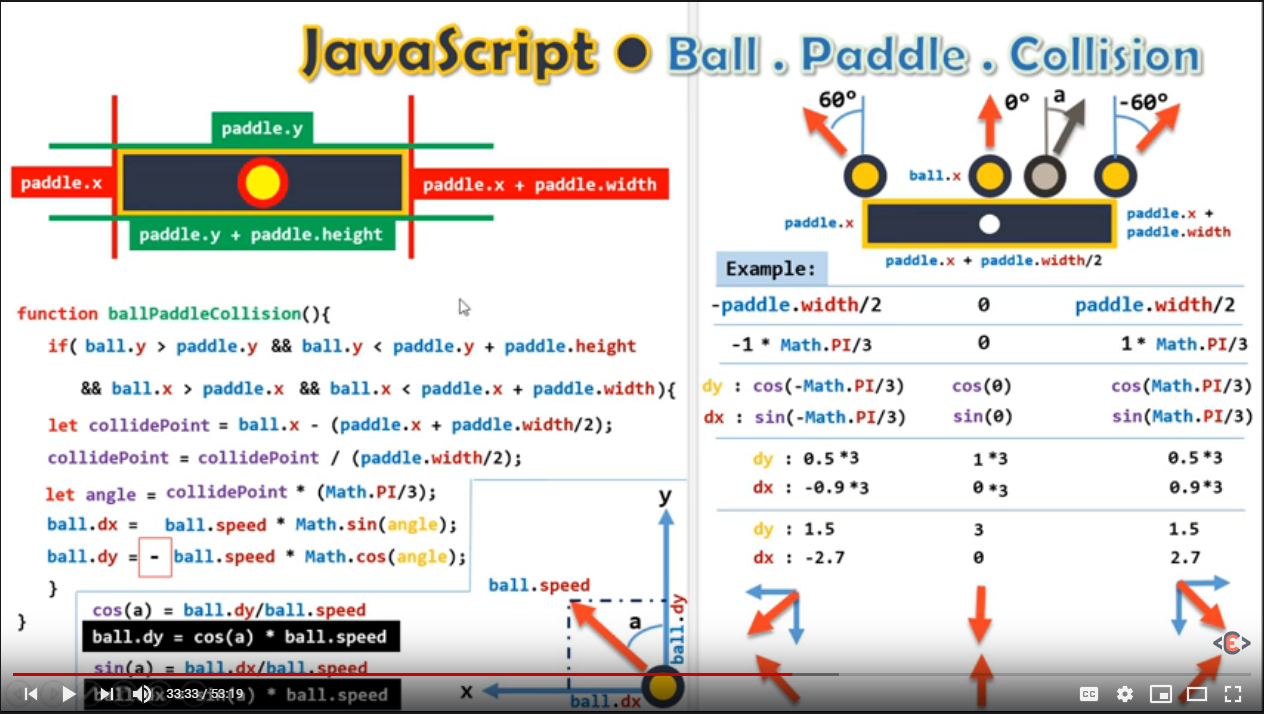 JavaScript • Ball . Paddle . Collision
paddle.y
paddle.x
paddle.x + paddle.width
paddle.y + paddle.height
function ballPaddleCollision(){
if( ball.y > paddle.y && ball.y < paddle.y + paddle.height
&& ball.x > paddle.x && ball.x < paddle.x + paddle.width){
let collidePoint = ball.x - (paddle.x + paddle.width/2);
collidePoint = collidePoint / (paddle.width/2);
let angle = collidePoint * (Math.PI/3);
ball.dx = ball.speed * Math.sin(angle);
ball.dy = - ball.speed * Math.cos(angle);
}
}
cos(a) = ball.dy/ball.speed
ball.dy = cos(a) * ball.speed
sin(a) = ball.dx/ball.speed
ball.dx = sin(a) * ball.speed
y
ball.speed
a
ball.dy
x
ball.dx
60º
0º
a
-60º
ball.x
paddle.x
paddle.x +
paddle.width
paddle.x + paddle.width/2
Example:
-paddle.width/2 0 paddle.width/2
-1 * Math.PI/3 0 1* Math.PI/3
dy : cos(-Math.PI/3) cos(0) cos(Math.PI/3)
dx : sin(-Math.PI/3) sin(0) sin(Math.PI/3)
dy : 0.5 *3 1 *3 0.5 *3
dx : -0.9 *3 0 *3 0.9 *3
dy : 1.5 3 1.5
dx : -2.7 0 2.7
<E>
33:33 / 53:19
CC